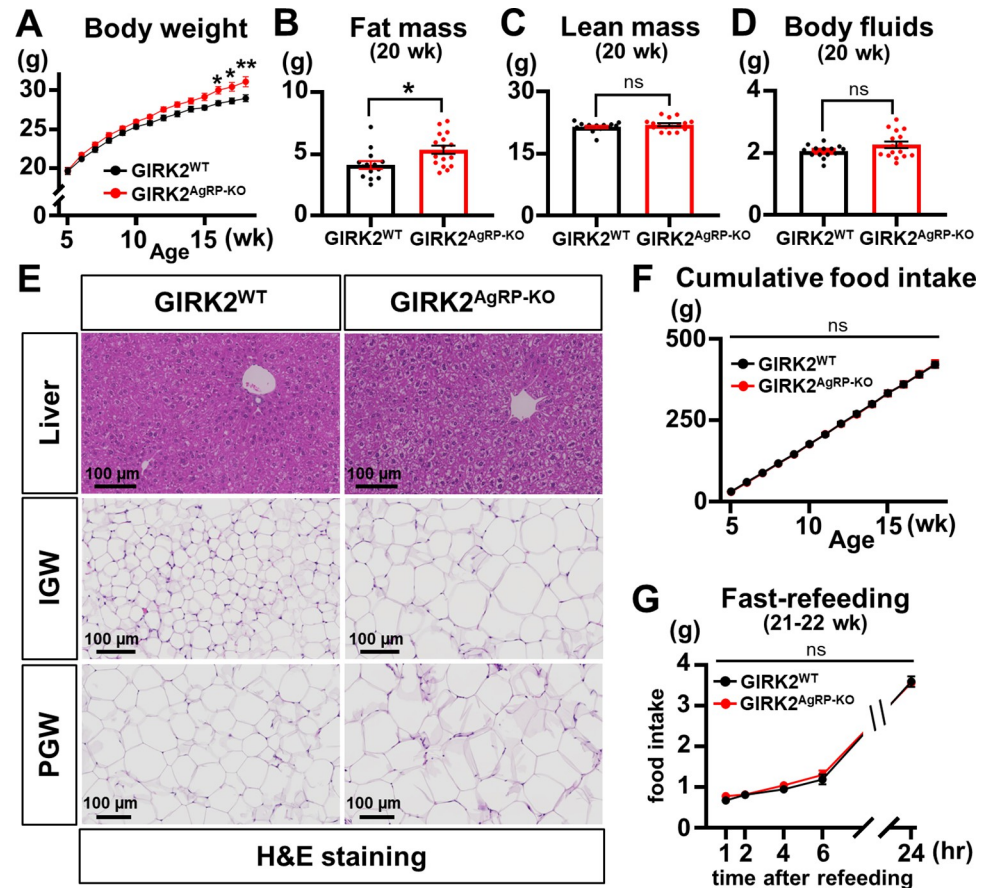 A
Body weight
(g)
30
25
20
0
5
10
15
(wk)
Age
* * **
GIRK2WT
GIRK2AgRP-KO
B
Fat mass
(20 wk)
(g)
10
5
0
*
GIRK2WT
GIRK2AgRP-KO
C
Lean mass
(20 wk)
(g)
30
15
0
ns
GIRK2WT
GIRK2AgRP-KO
D
Body fluids
(20 wk)
(g)
4
2
0
ns
GIRK2WT
GIRK2AgRP-KO
E
GIRK2WT
GIRK2AgRP-KO
Liver
100 µm
100 µm
IGW
100 µm
100 µm
PGW
100 µm
100 µm
H&E staining
F
Cumulative food intake
(g)
ns
500
250
0
GIRK2WT
GIRK2AgRP-KO
5
10
15
(wk)
Age
G
Fast-refeeding
(21-22 wk)
(g)
ns
4
3
2
1
0
GIRK2WT
GIRK2AgRP-KO
food intake
1 2 4 6 24 (hr)
time after refeeding